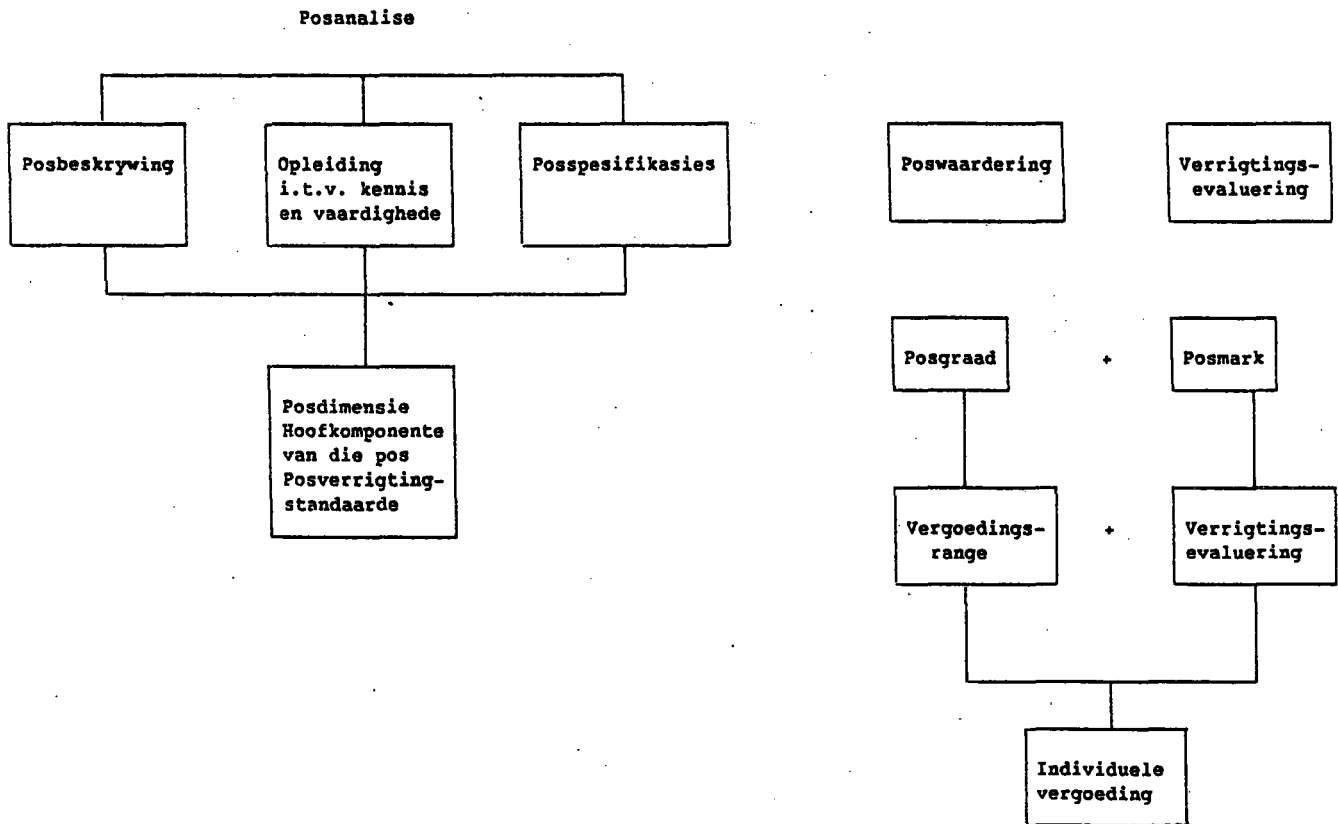 Posanalise
Posbeskrywing
Opleiding
i.t.v. kennis
en vaardighede
Posspesifikasies
Poswaardering
Verrigtings-
evaluering
Posgraad
+
Posmark
Posdimensie
Hoofkomponente
van die pos
Posverrigting-
standaarde
Vergoedings-
range
+
Verrigtings-
evaluering
Individuele
vergoeding